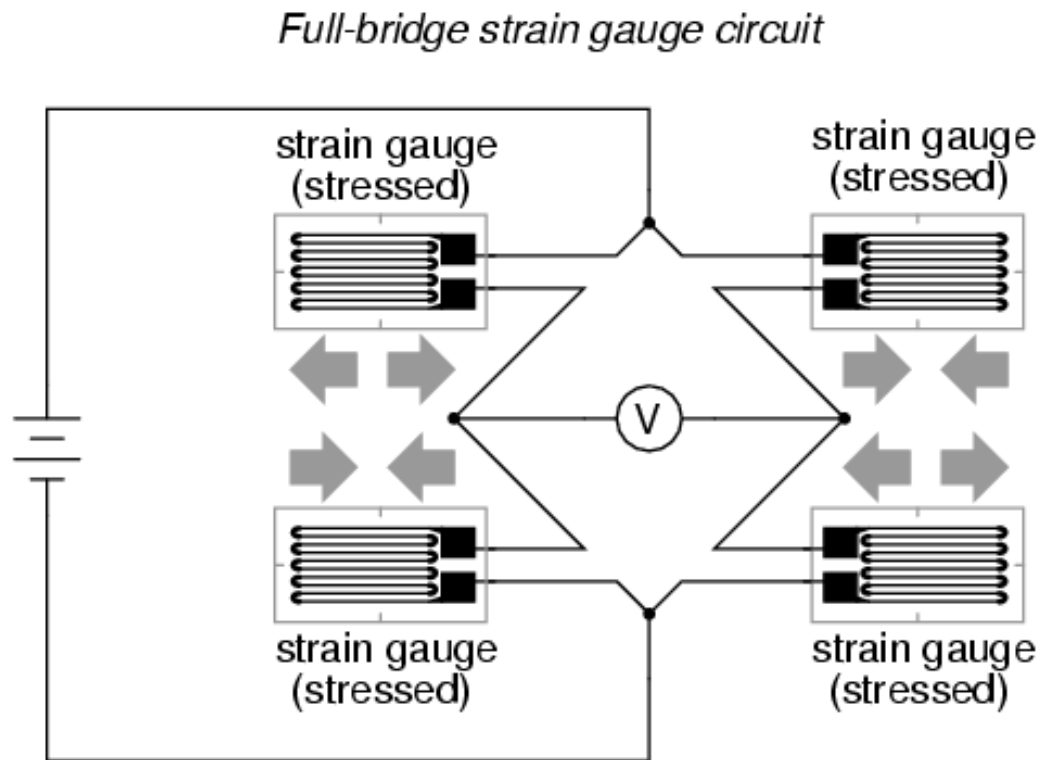 Full-bridge strain gauge circuit
strain gauge
(stressed)
strain gauge
(stressed)
V
strain gauge
(stressed)
strain gauge
(stressed)